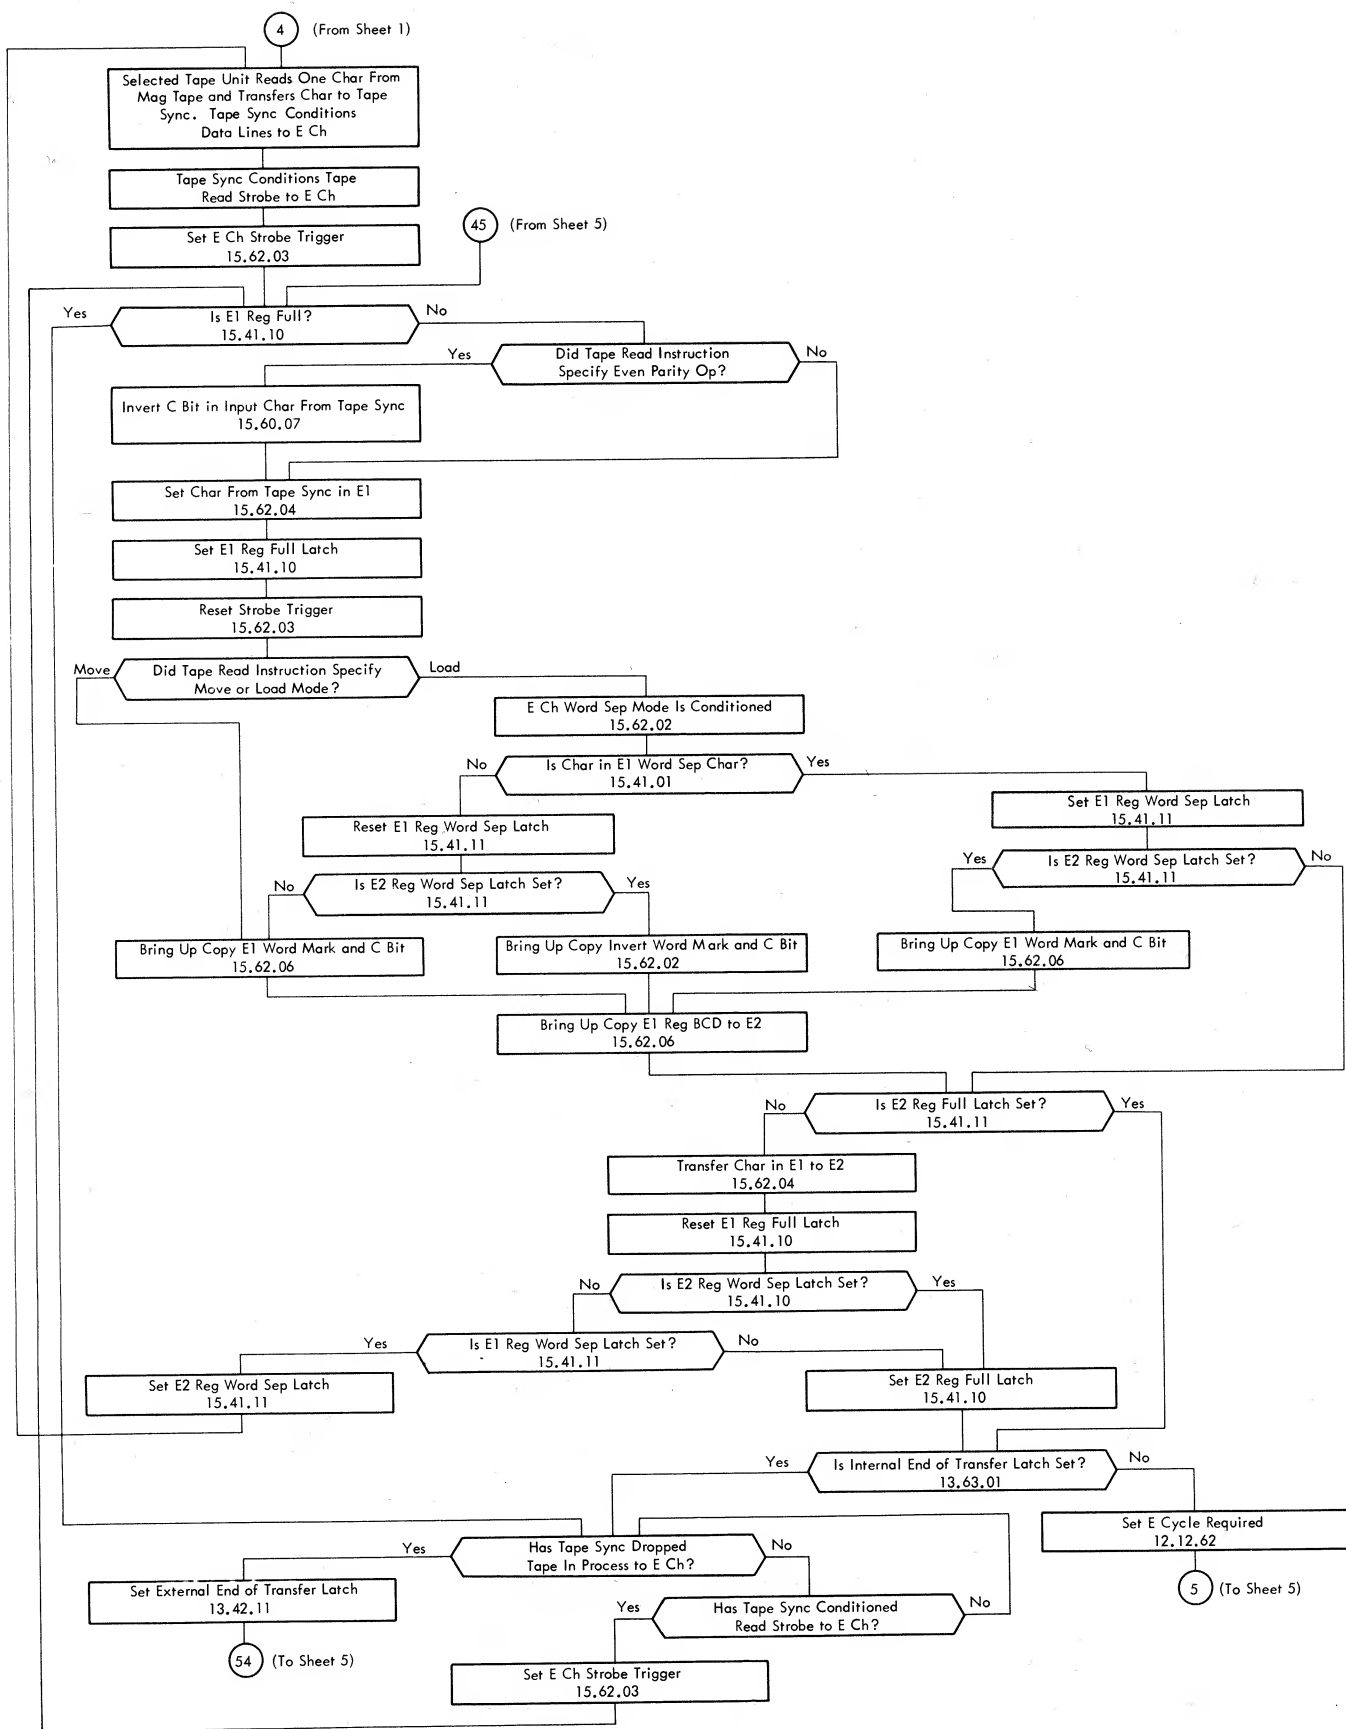 4 (From Sheet 1)
Selected Tape Unit Reads One Char From
Mag Tape and Transfers Char to Tape
Sync. Tape Sync Conditions
Data Lines to E Ch
Tape Sync Conditions Tape
Read Strobe to E Ch
45 (From Sheet 5)
Set E Ch Strobe Trigger
15.62.03
Yes
Is E1 Reg Full?
15.41.10
No
Yes
Did Tape Read Instruction
Specify Even Parity Op?
No
Invert C Bit in Input Char From Tape Sync
15.60.07
Set Char From Tape Sync in E1
15.62.04
Set E1 Reg Full Latch
15.41.10
Reset Strobe Trigger
15.62.03
Move
Did Tape Read Instruction Specify
Move or Load Mode?
Load
E Ch Word Sep Mode Is Conditioned
15.62.02
No
Is Char in E1 Word Sep Char?
15.41.01
Yes
Set E1 Reg Word Sep Latch
15.41.11
Reset E1 Reg Word Sep Latch
15.41.11
Yes
Is E2 Reg Word Sep Latch Set?
15.41.11
No
No
Is E2 Reg Word Sep Latch Set?
15.41.11
Yes
Bring Up Copy E1 Word Mark and C Bit
15.62.06
Bring Up Copy Invert Word Mark and C Bit
15.62.02
Bring Up Copy E1 Word Mark and C Bit
15.62.06
Bring Up Copy E1 Reg BCD to E2
15.62.06
No
Is E2 Reg Full Latch Set?
15.41.11
Yes
Transfer Char in E1 to E2
15.62.04
Reset E1 Reg Full Latch
15.41.10
No
Is E2 Reg Word Sep Latch Set?
15.41.10
Yes
Yes
Is E1 Reg Word Sep Latch Set?
15.41.11
No
Set E2 Reg Word Sep Latch
15.41.11
Set E2 Reg Full Latch
15.41.10
Yes
Is Internal End of Transfer Latch Set?
13.63.01
No
Set E Cycle Required
12.12.62
Yes
Has Tape Sync Dropped
Tape In Process to E Ch?
No
Set External End of Transfer Latch
13.42.11
5 (To Sheet 5)
Yes
Has Tape Sync Conditioned
Read Strobe to E Ch?
No
54 (To Sheet 5)
Set E Ch Strobe Trigger
15.62.03